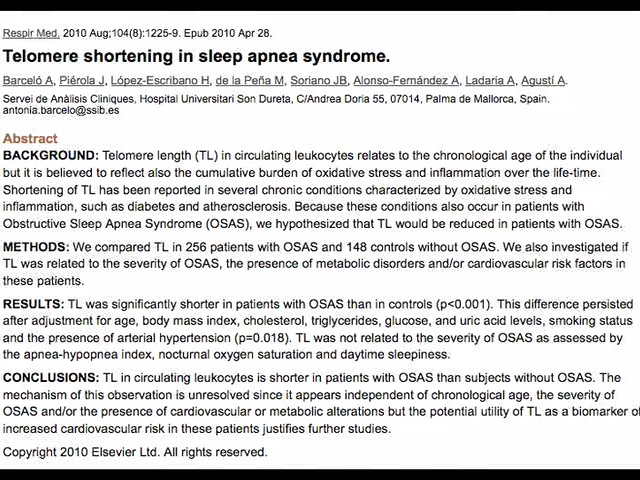 Respir Med. 2010 Aug;104(8):1225-9. Epub 2010 Apr 28.
Telomere shortening in sleep apnea syndrome.
Barceló A, Piérola J, López-Escribano H, de la Peña M, Soriano JB, Alonso-Fernández A, Ladaria A, Agustí A.
Servei de Anàlisis Cliniques, Hospital Universitari Son Dureta, C/Andrea Doria 55, 07014, Palma de Mallorca, Spain.
antonia.barcelo@ssib.es
Abstract
BACKGROUND: Telomere length (TL) in circulating leukocytes relates to the chronological age of the individual
but it is believed to reflect also the cumulative burden of oxidative stress and inflammation over the life-time.
Shortening of TL has been reported in several chronic conditions characterized by oxidative stress and
inflammation, such as diabetes and atherosclerosis. Because these conditions also occur in patients with
Obstructive Sleep Apnea Syndrome (OSAS), we hypothesized that TL would be reduced in patients with OSAS.
METHODS: We compared TL in 256 patients with OSAS and 148 controls without OSAS. We also investigated if
TL was related to the severity of OSAS, the presence of metabolic disorders and/or cardiovascular risk factors in
these patients.
RESULTS: TL was significantly shorter in patients with OSAS than in controls (p<0.001). This difference persisted
after adjustment for age, body mass index, cholesterol, triglycerides, glucose, and uric acid levels, smoking status
and the presence of arterial hypertension (p=0.018). TL was not related to the severity of OSAS as assessed by
the apnea-hypopnea index, nocturnal oxygen saturation and daytime sleepiness.
CONCLUSIONS: TL in circulating leukocytes is shorter in patients with OSAS than subjects without OSAS. The
mechanism of this observation is unresolved since it appears independent of chronological age, the severity of
OSAS and/or the presence of cardiovascular or metabolic alterations but the potential utility of TL as a biomarker of
increased cardiovascular risk in these patients justifies further studies.
Copyright 2010 Elsevier Ltd. All rights reserved.